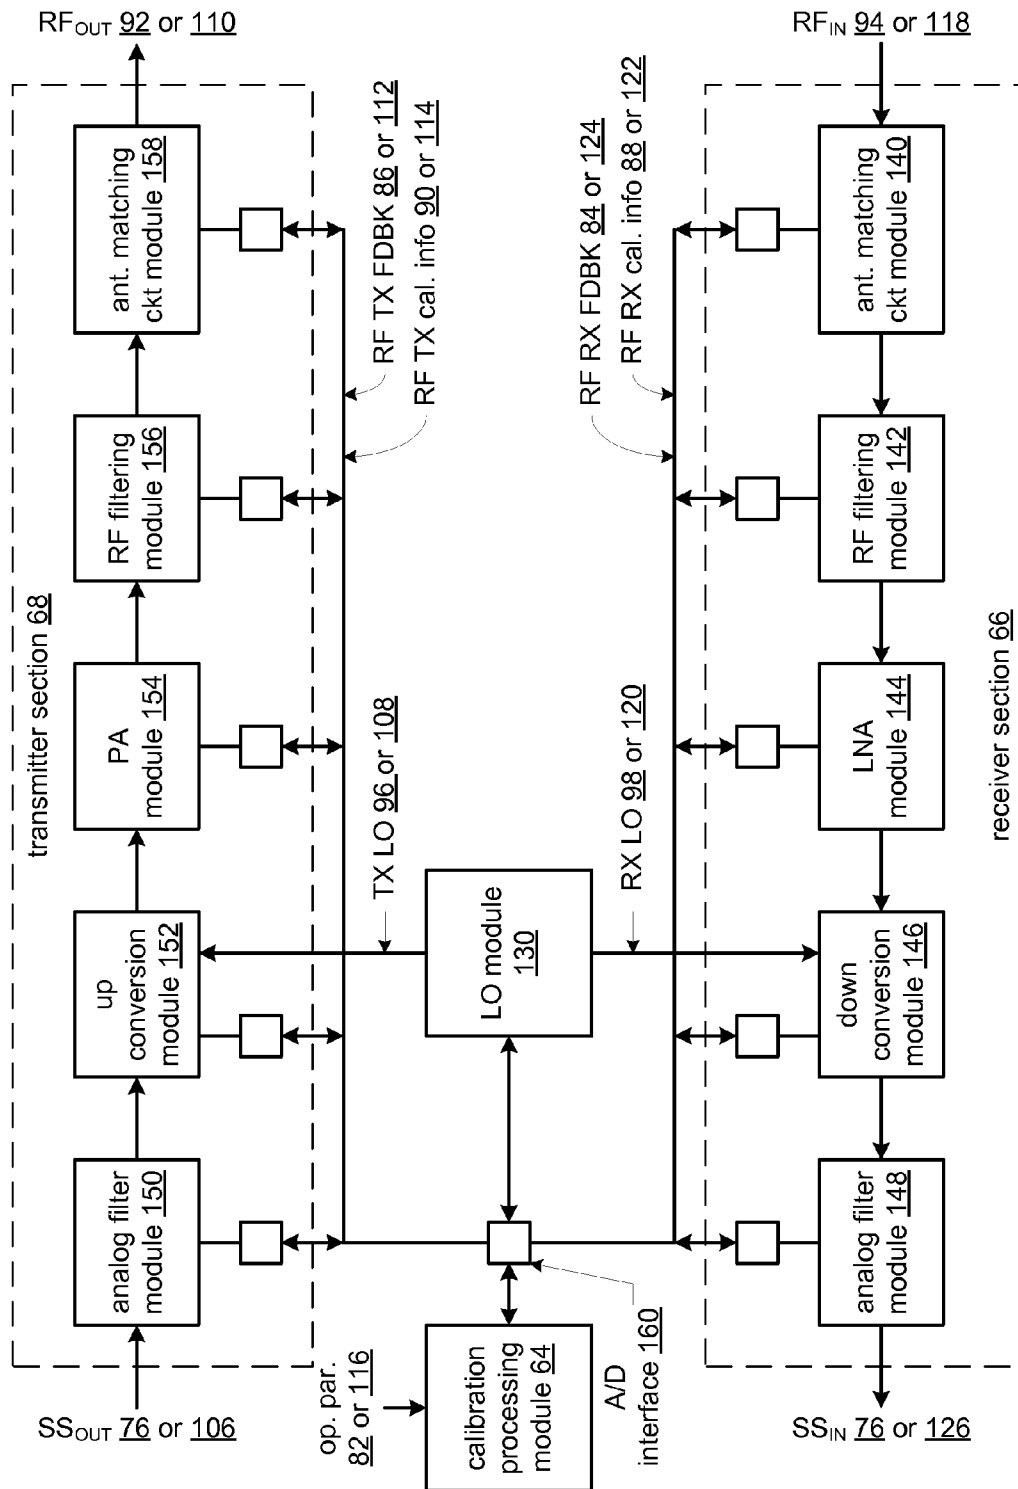 RFOUT 92 or 110
RFIN 94 or 118
transmitter section 68
ant. matching
ckt module 158
RF filtering
module 156
PA
module 154
up
conversion
module 152
analog filter
module 150
SSOUT 76 or 106
RF TX FDBK 86 or 112
RF TX cal. info 90 or 114
TX LO 96 or 108
LO module
130
RX LO 98 or 120
RF RX FDBK 84 or 124
RF RX cal. info 88 or 122
op. par.
82 or 116
calibration
processing
module 64
A/D
interface 160
ant. matching
ckt module 140
RF filtering
module 142
LNA
module 144
down
conversion
module 146
analog filter
module 148
receiver section 66
SSIN 76 or 126